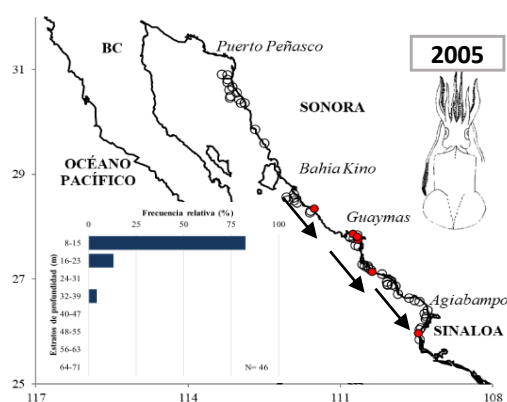 2005
BC
Puerto Peñasco
31
SONORA
OCÉANO
PACÍFICO
Bahía Kino
29
Frecuencia relativa (%)
0 25 50 75 100
Guaymas
Estratos de profundidad (m)
8-15
16-23
24-31
32-39
40-47
48-55
56-63
64-71
N= 46
27
Agiabampo
SINALOA
25
117 114 111 108